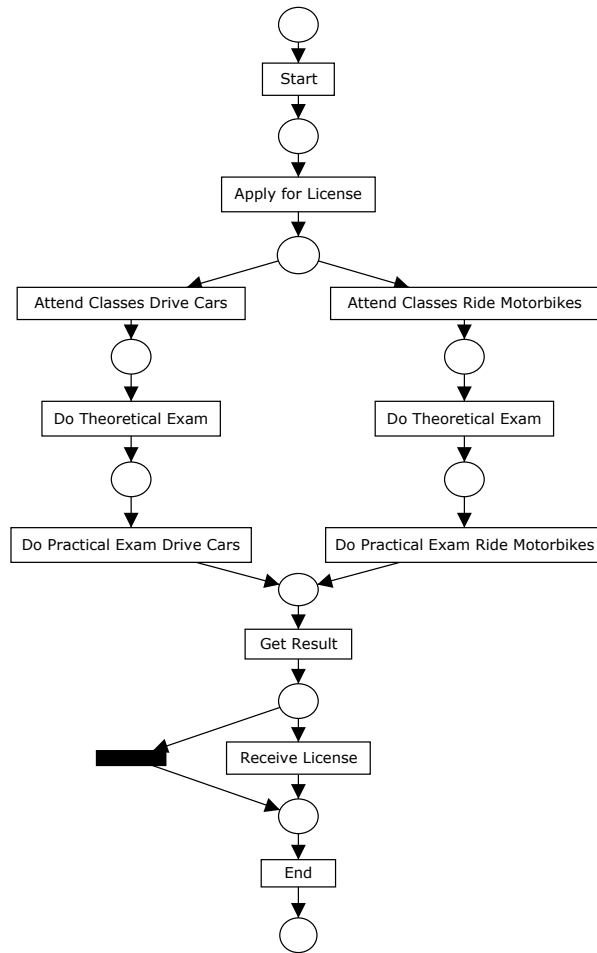 Start
Apply for License
Attend Classes Drive Cars
Attend Classes Ride Motorbikes
Do Theoretical Exam
Do Theoretical Exam
Do Practical Exam Drive Cars
Do Practical Exam Ride Motorbikes
Get Result
Receive License
End